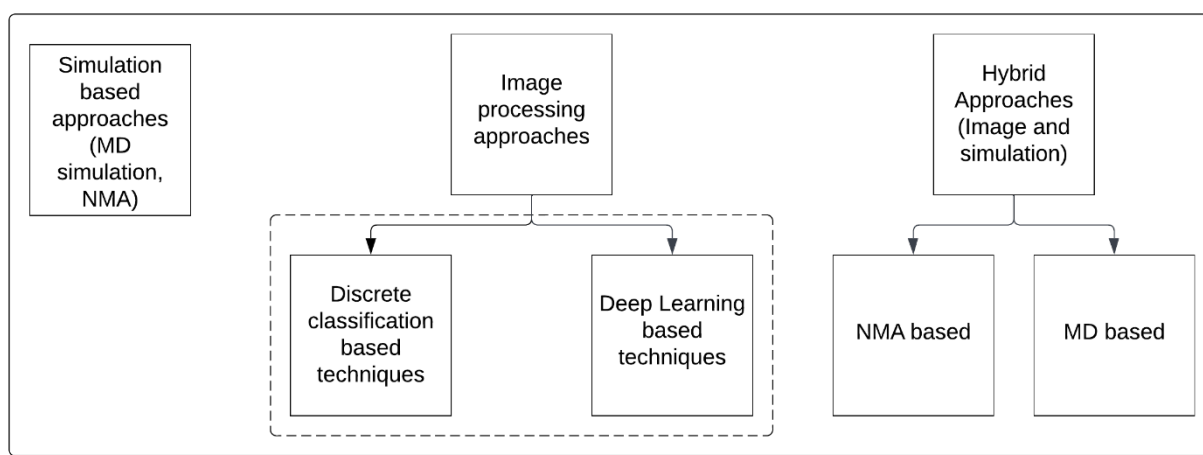 Simulation
based
approaches
(MD
simulation,
NMA)
Image
processing
approaches
Hybrid
Approaches
(Image and
simulation)
Discrete
classification
based
techniques
Deep Learning
based
techniques
NMA based
MD based